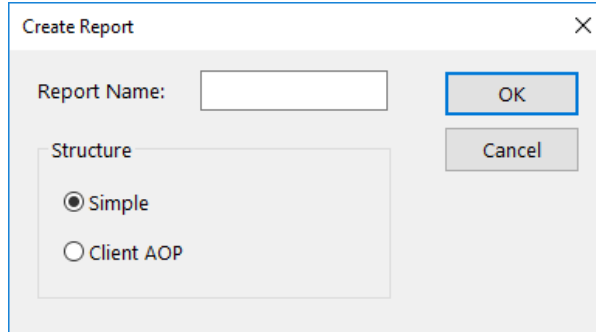 Create Report
Report Name:
OK
Cancel
Structure
Simple
Client AOP